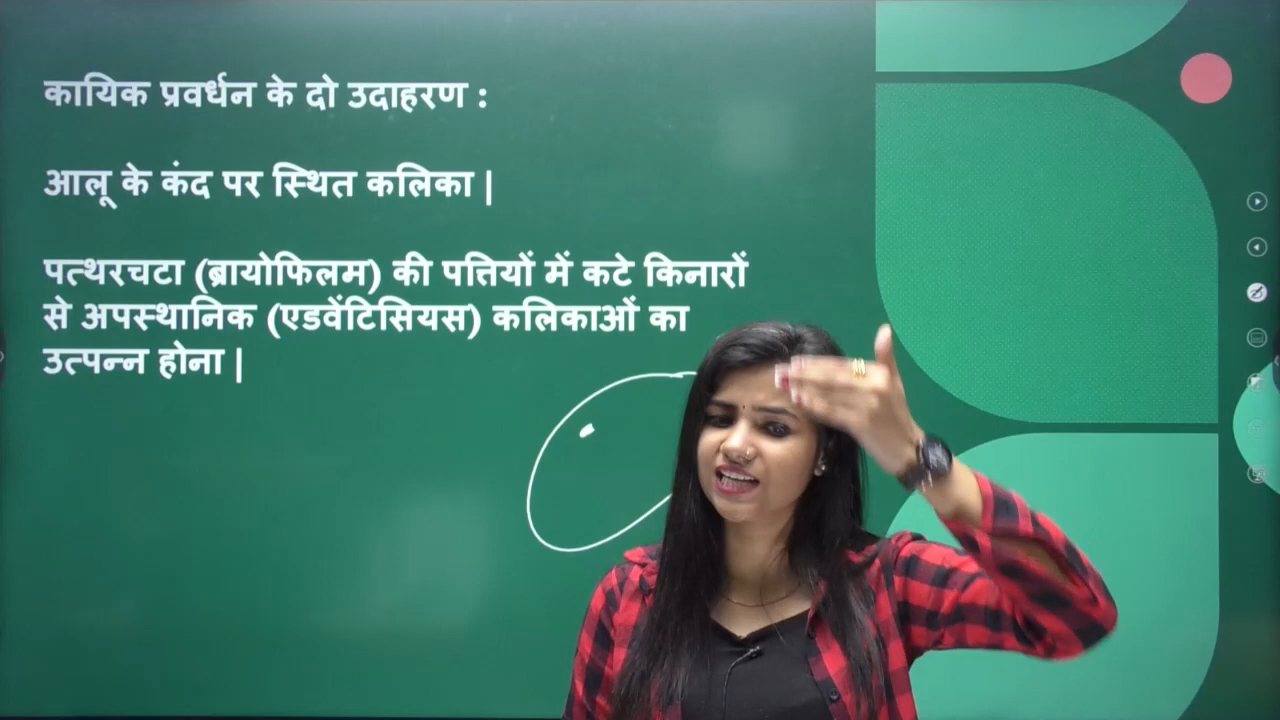 कायिक प्रवर्धन के दो उदाहरण :
आलू के कंद पर स्थित कलिका |
पत्थरचटा (ब्रायोफिलम) की पत्तियों में कटे किनारों
से अपस्थानिक (एडवेंटिसियस) कलिकाओं का
उत्पन्न होना |